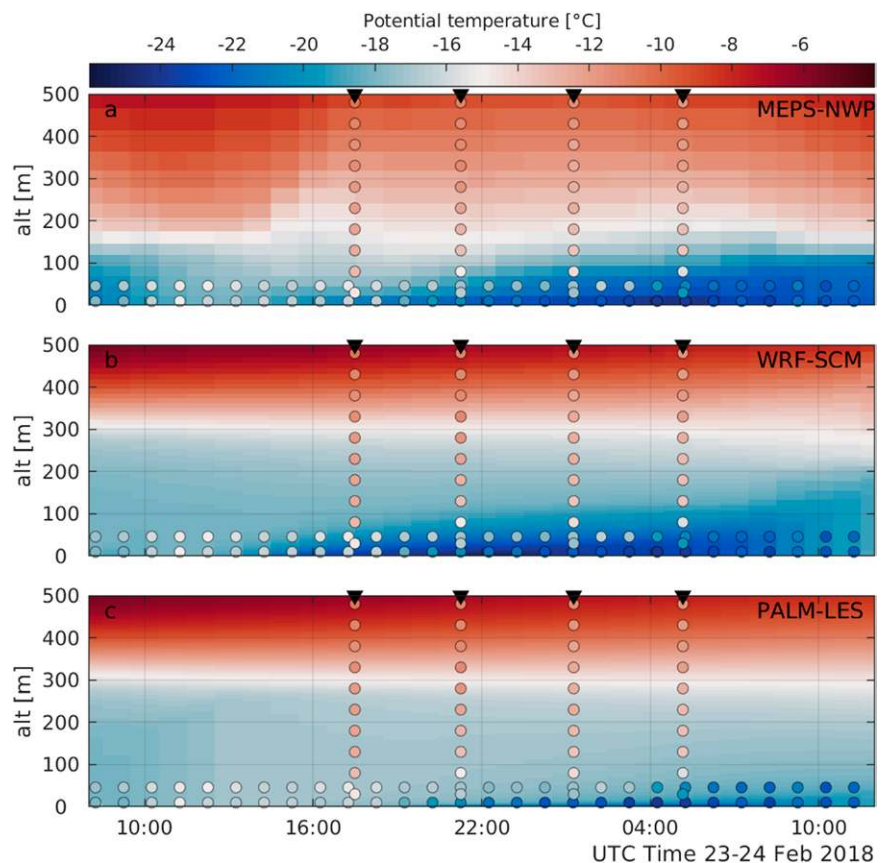 Potential temperature [°C]
-24 -22 -20 -18 -16 -14 -12 -10 -8 -6
500 a MEPS-NWP
400
300
alt [m]
200
100
0
500 b WRF-SCM
400
300
alt [m]
200
100
0
500 c PALM-LES
400
300
alt [m]
200
100
0
10:00 16:00 22:00 04:00 10:00
UTC Time 23-24 Feb 2018